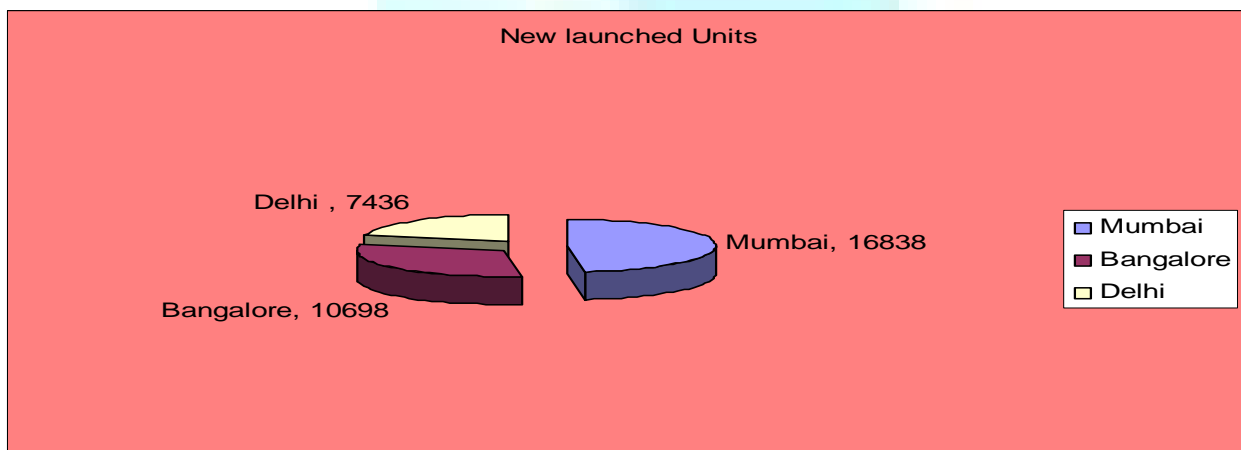 New launched Units
Delhi , 7436
Mumbai, 16838
Bangalore, 10698
Mumbai
Bangalore
Delhi